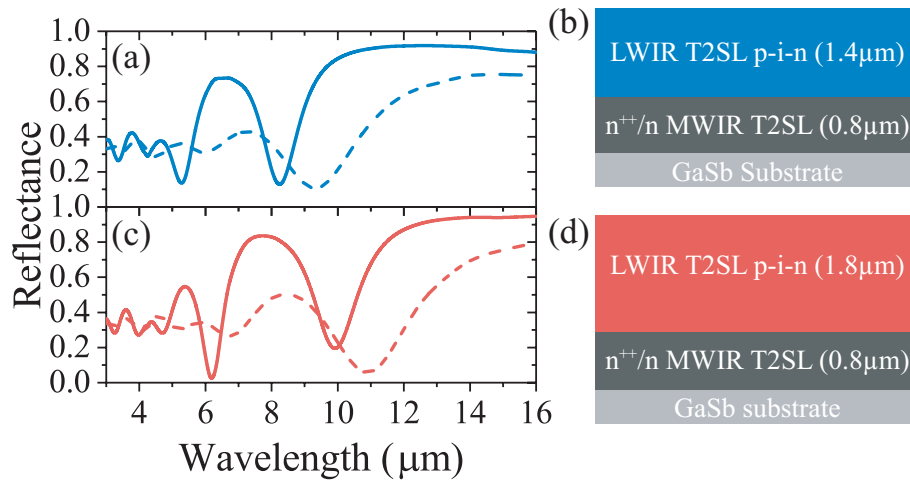 (a)
(b)
1.0
0.8
0.6
0.4
0.2
1.0
0.8
0.6
0.4
0.2
0.0
Reflectance
(c)
(d)
4 6 8 10 12 14 16
Wavelength (μm)
LWIR T2SL p-i-n (1.4μm)
n⁺⁺/n MWIR T2SL (0.8μm)
GaSb Substrate
LWIR T2SL p-i-n (1.8μm)
n⁺⁺/n MWIR T2SL (0.8μm)
GaSb substrate